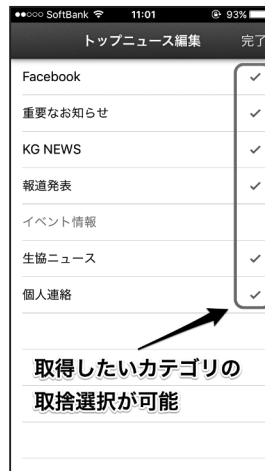 ●●○○○ SoftBank 11:01 93%
トップニュース編集 完了
Facebook
重要なお知らせ
KG NEWS
報道発表
イベント情報
生協ニュース
個人連絡
取得したいカテゴリの
取捨選択が可能